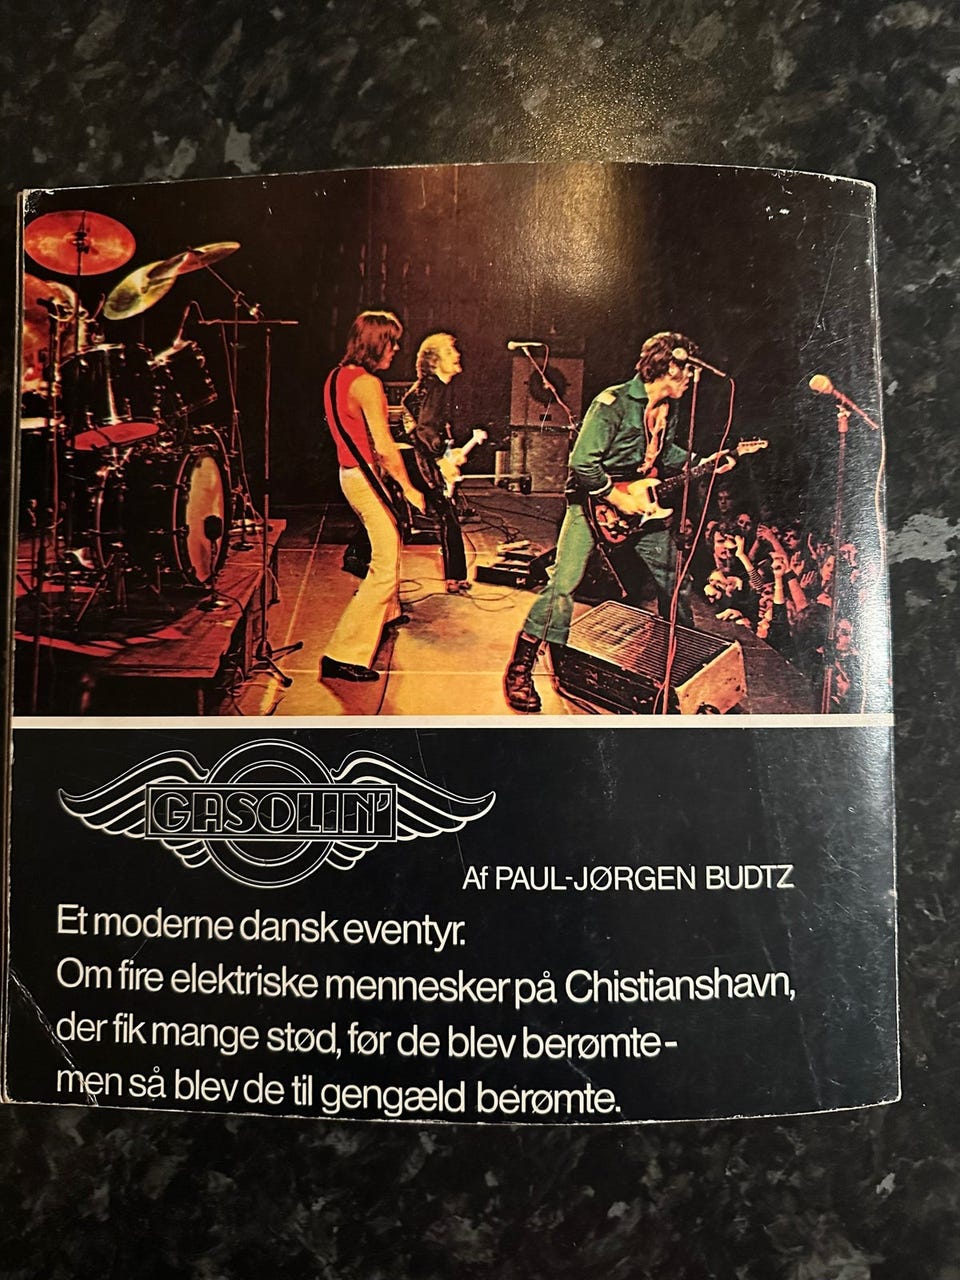 GASOLIN'
Af PAUL-JØRGEN BUDTZ
Et moderne dansk eventyr.
Om fire elektriske mennesker på Chistianshavn,
der fik mange stød, før de blev berømte-
men så blev de til gengæld berømte.